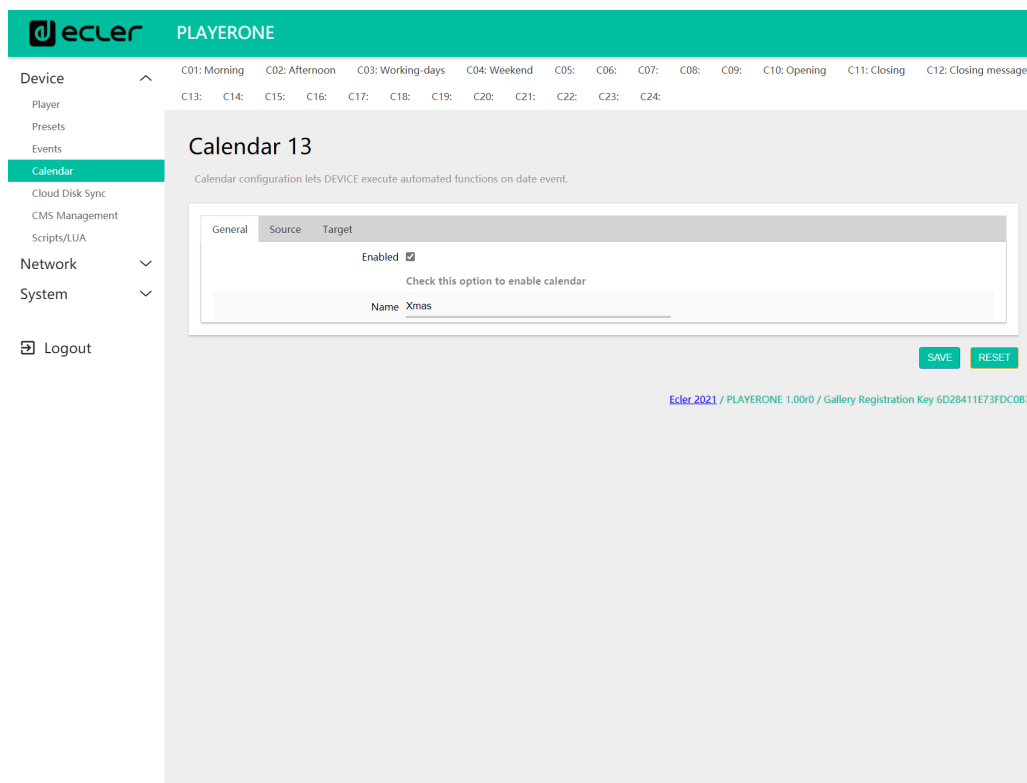 ecler PLAYERONE
Device
Player
Presets
Events
Calendar
Cloud Disk Sync
CMS Management
Scripts/LUA
Network
System
Logout
C01: Morning C02: Afternoon C03: Working-days C04: Weekend C05: C06: C07: C08: C09: C10: Opening C11: Closing C12: Closing message
C13: C14: C15: C16: C17: C18: C19: C20: C21: C22: C23: C24:
Calendar 13
Calendar configuration lets DEVICE execute automated functions on date event.
General Source Target
Enabled
Check this option to enable calendar
Name Xmas
SAVE RESET
Ecler 2021 / PLAYERONE 1.00r0 / Gallery Registration Key 6D28411E73FDC0B7